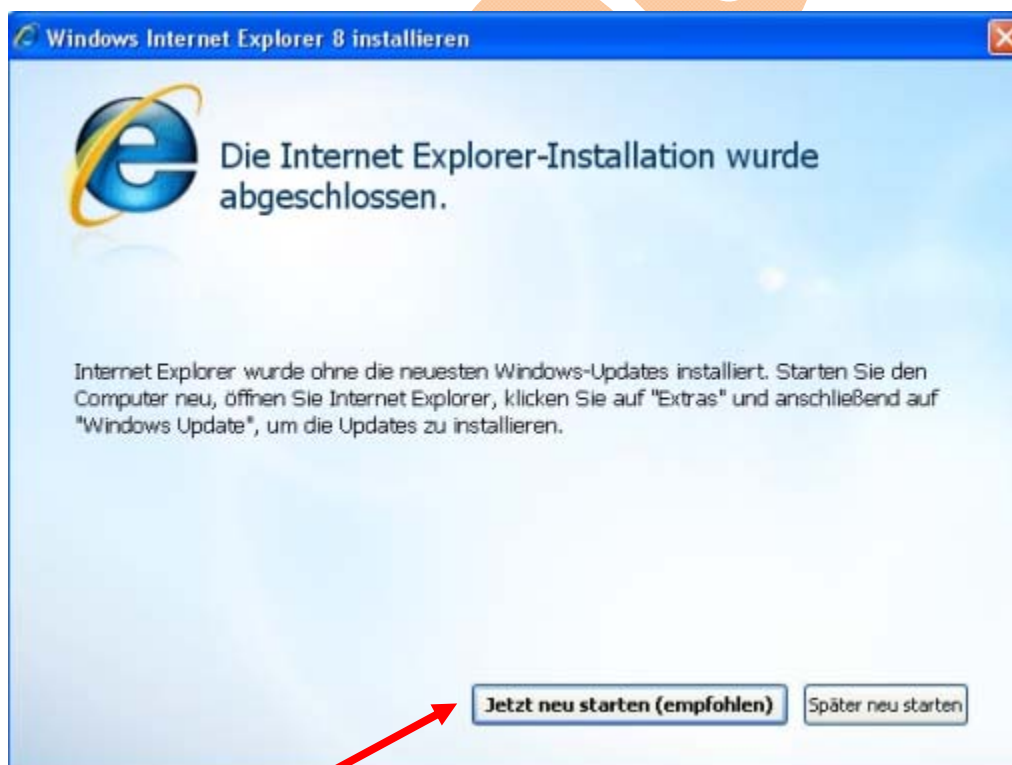 Windows Internet Explorer 8 installieren
Die Internet Explorer-Installation wurde
abgeschlossen.
Internet Explorer wurde ohne die neuesten Windows-Updates installiert. Starten Sie den
Computer neu, öffnen Sie Internet Explorer, klicken Sie auf "Extras" und anschließend auf
"Windows Update", um die Updates zu installieren.
Jetzt neu starten (empfohlen) Später neu starten